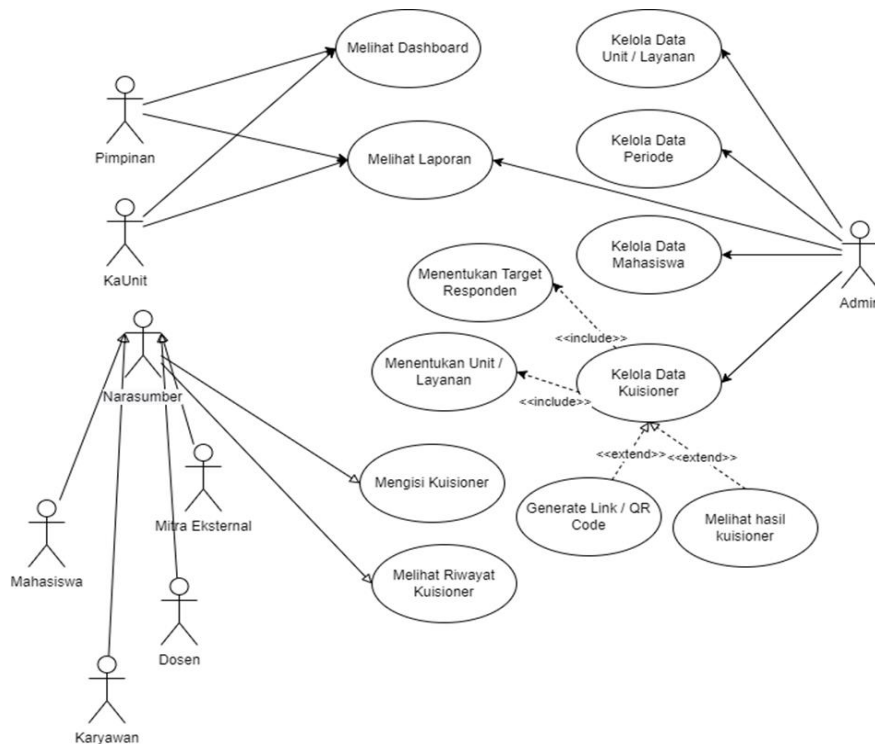 Melihat Dashboard
Kelola Data
Unit / Layanan
Pimpinan
Melihat Laporan
Kelola Data
Periode
KaUnit
Kelola Data
Mahasiswa
Admin
Menentukan Target
Responden
<<include>>
Menentukan Unit /
Layanan
<<include>>
Kelola Data
Kuisioner
Narasumber
<<extend>>
<<extend>>
Mengisi Kuisioner
Generate Link / QR
Code
Melihat hasil
kuisioner
Mitra Eksternal
Mahasiswa
Melihat Riwayat
Kuisioner
Dosen
Karyawan